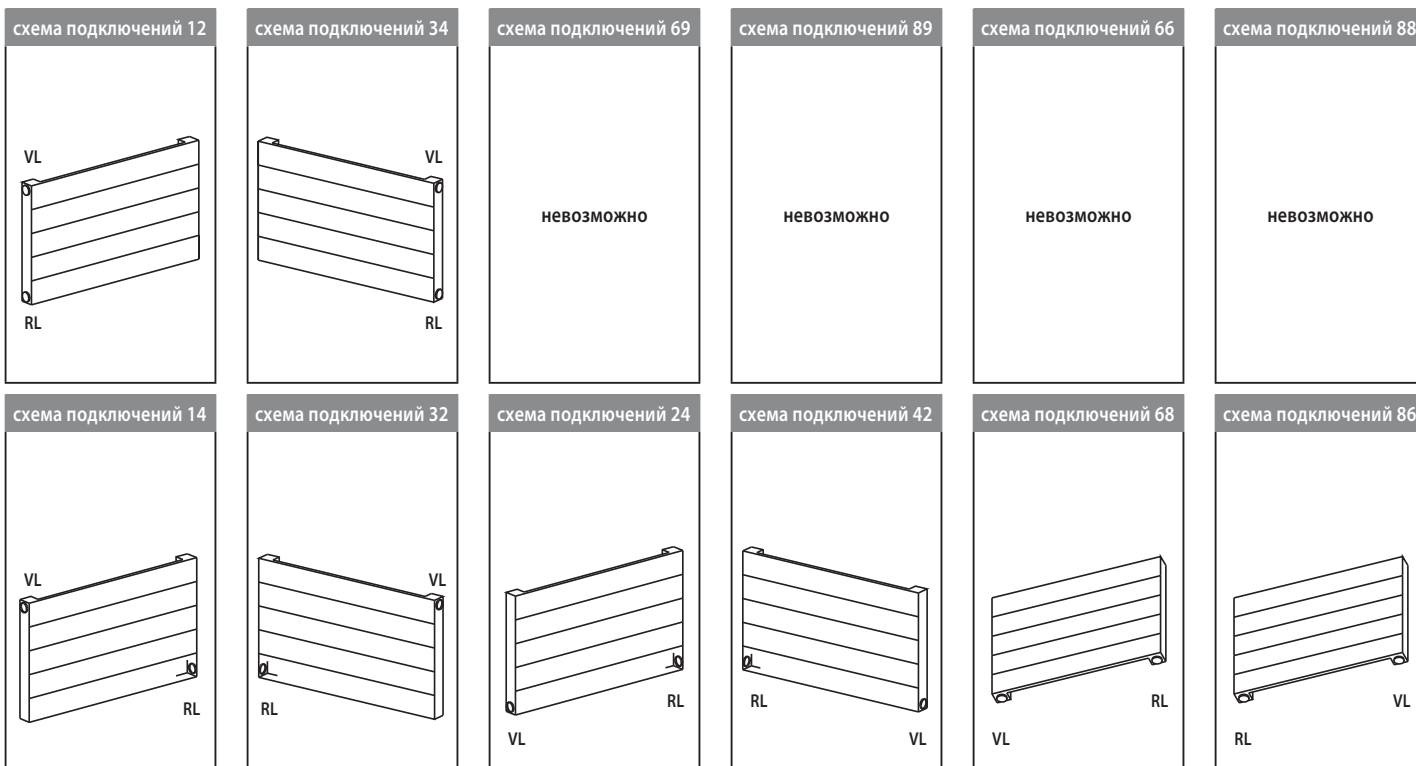 схема подключений 12
VL
RL
схема подключений 34
VL
RL
схема подключений 69
невозможно
схема подключений 89
невозможно
схема подключений 66
невозможно
схема подключений 88
невозможно
схема подключений 14
VL
RL
схема подключений 32
VL
RL
схема подключений 24
RL
VL
схема подключений 42
RL
VL
схема подключений 68
RL
VL
схема подключений 86
VL
RL